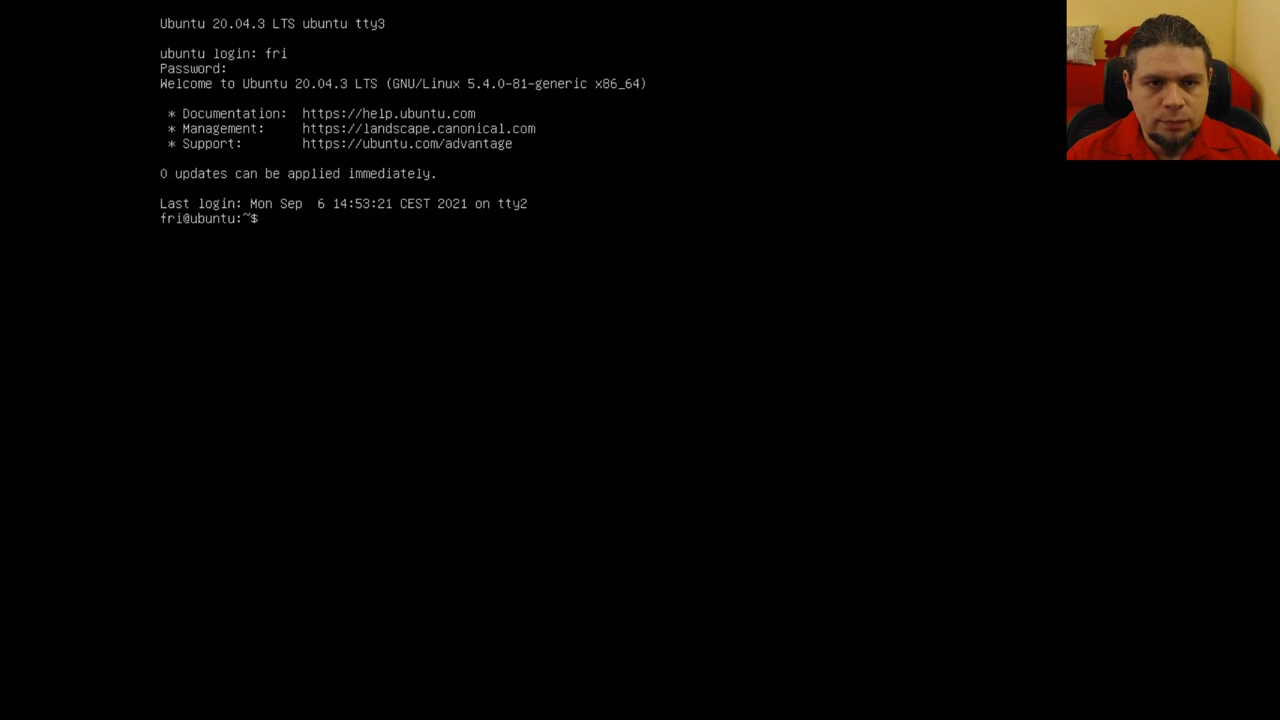 Ubuntu 20.04.3 LTS ubuntu tty3
ubuntu login: fri
Password:
Welcome to Ubuntu 20.04.3 LTS (GNU/Linux 5.4.0-81-generic x86_64)
* Documentation:  https://help.ubuntu.com
* Management:     https://landscape.canonical.com
* Support:        https://ubuntu.com/advantage
0 updates can be applied immediately.
Last login: Mon Sep  6 14:53:21 CEST 2021 on tty2
fri@ubuntu:~$